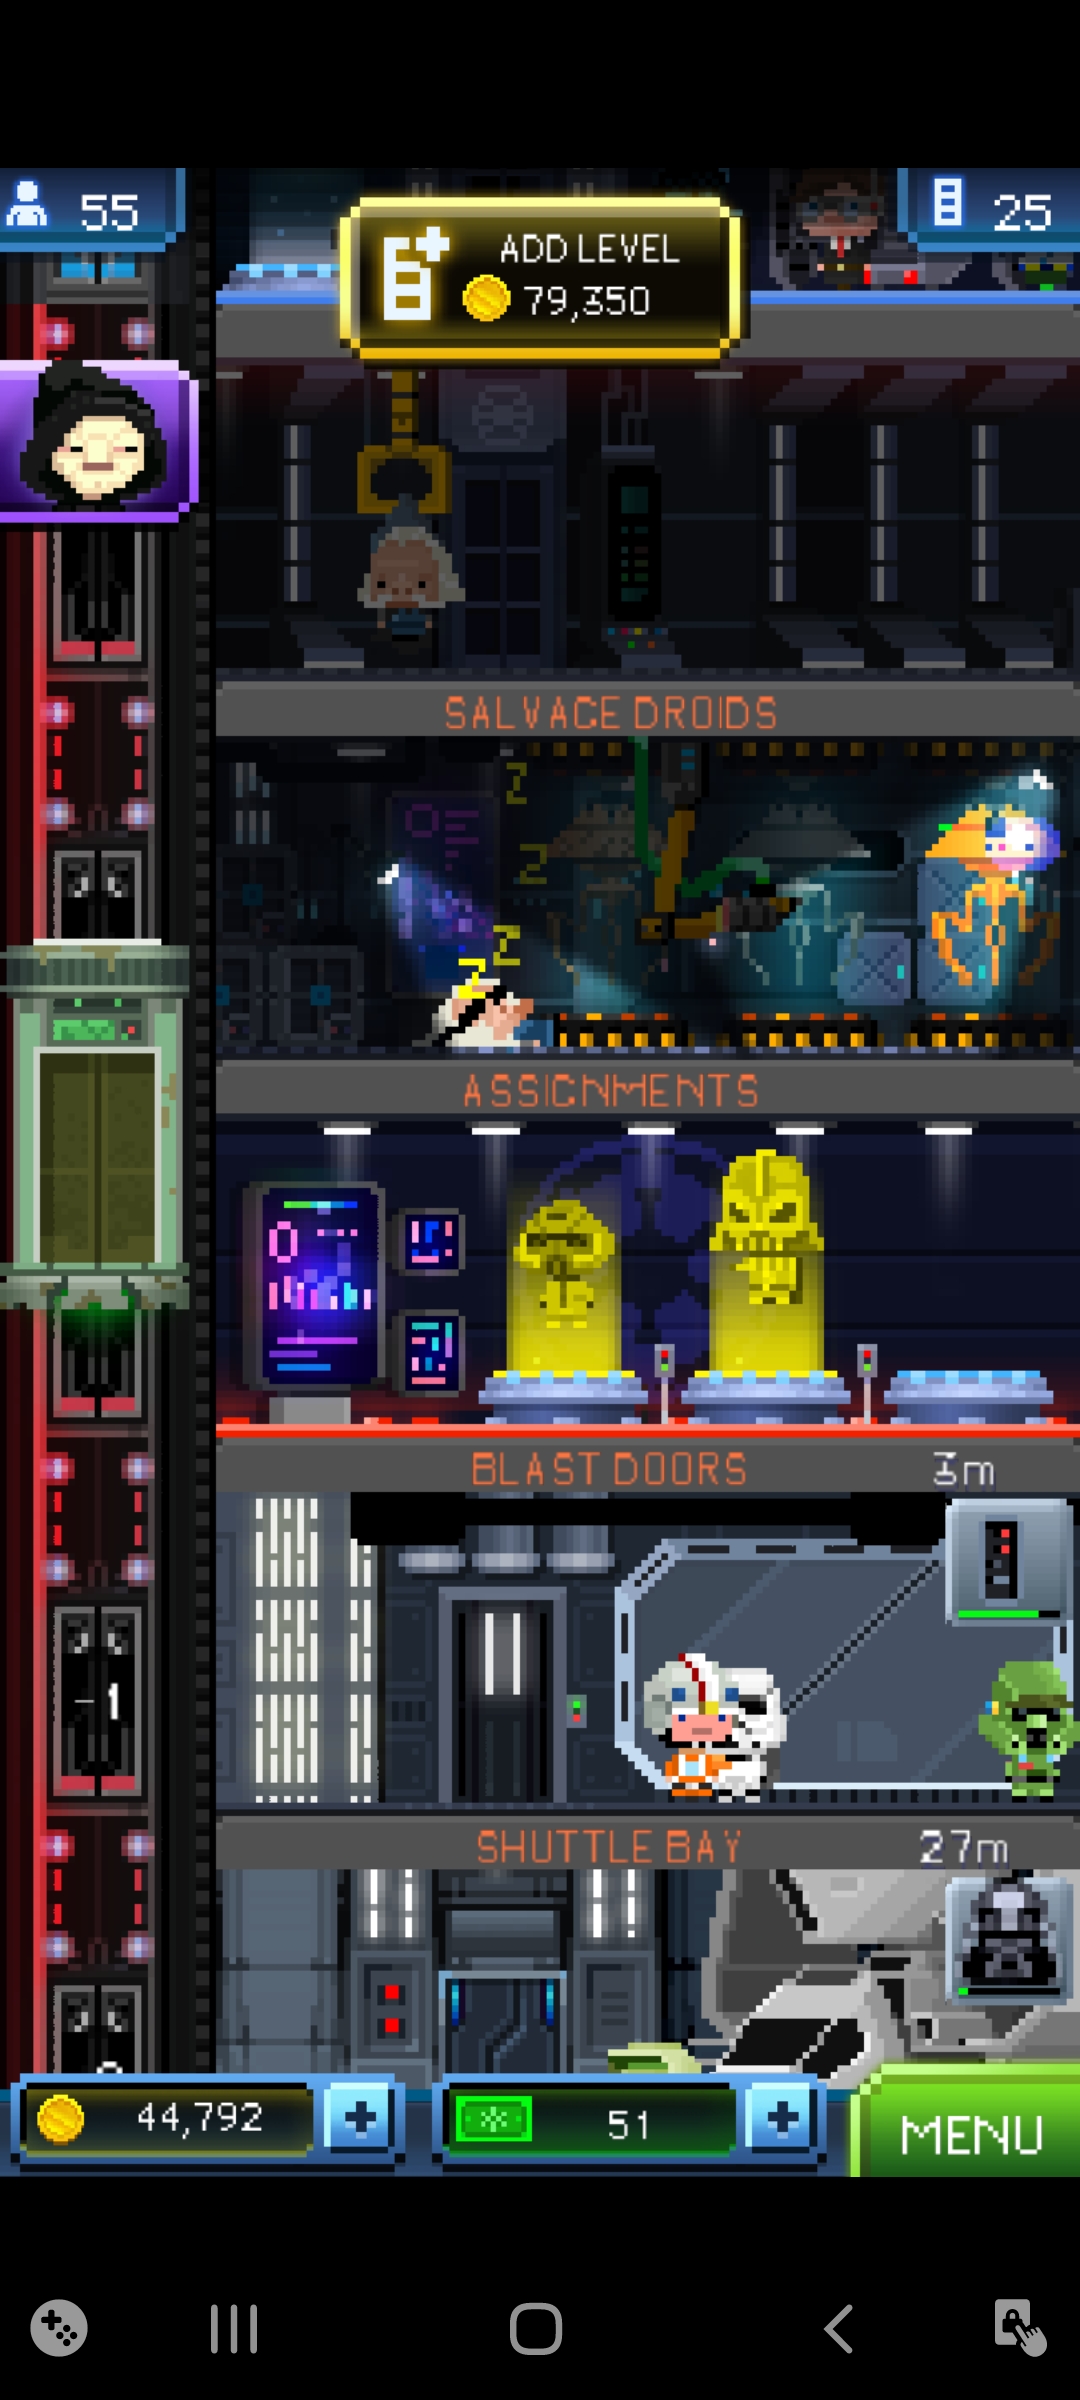 55
25
ADD LEVEL
79,350
SALVAGE DROIDS
Z
Z
Z
Z
ASSIGNMENTS
BLAST DOORS 3m
-1
SHUTTLE BAY 27m
44,792
51
MENU